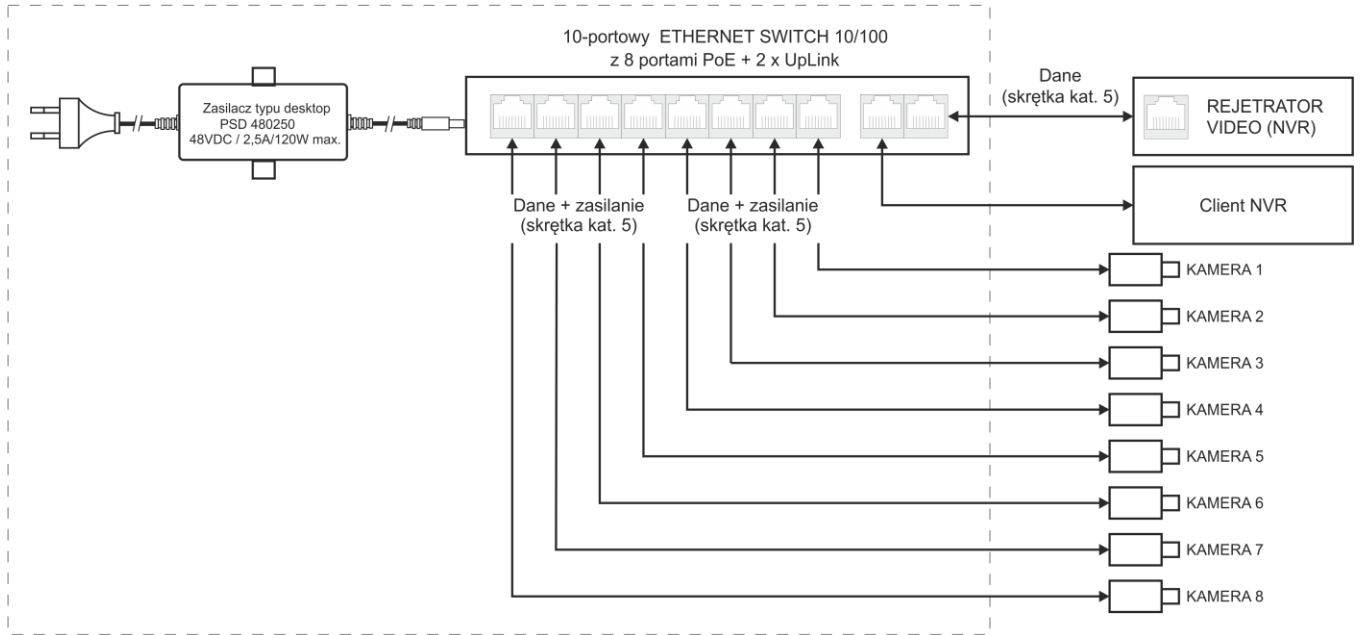 10-portowy ETHERNET SWITCH 10/100
z 8 portami PoE + 2 x UpLink
Zasilacz typu desktop
PSD 480250
48VDC / 2,5A/120W max.
Dane
(skrętka kat. 5)
REJETRATOR
VIDEO (NVR)
Client NVR
Dane + zasilanie
(skrętka kat. 5)
Dane + zasilanie
(skrętka kat. 5)
KAMERA 1
KAMERA 2
KAMERA 3
KAMERA 4
KAMERA 5
KAMERA 6
KAMERA 7
KAMERA 8